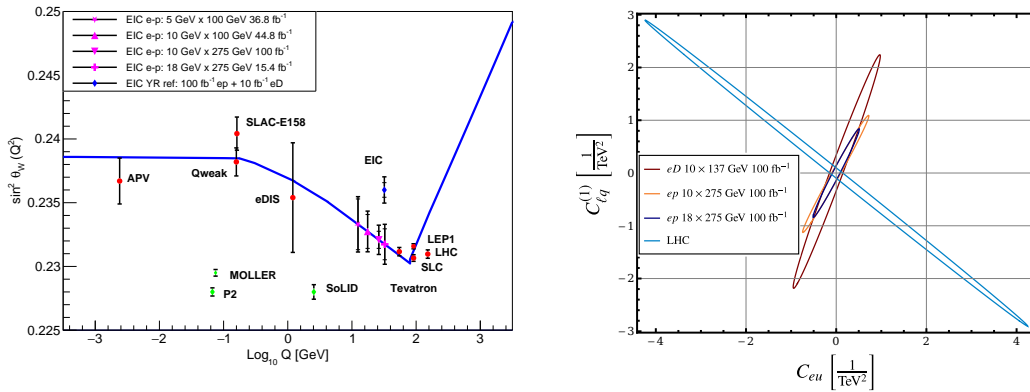 0.25
0.245
0.24
0.235
0.23
0.225
sin² θ_W (Q²)
EIC e-p: 5 GeV x 100 GeV 36.8 fb⁻¹
EIC e-p: 10 GeV x 100 GeV 44.8 fb⁻¹
EIC e-p: 10 GeV x 275 GeV 100 fb⁻¹
EIC e-p: 18 GeV x 275 GeV 15.4 fb⁻¹
EIC YR ref: 100 fb⁻¹ ep + 10 fb⁻¹ eD
SLAC-E158
APV
Qweak
EIC
eDIS
LEP1
LHC
SLC
MOLLER
P2
SoLID
Tevatron
−3 −2 −1 0 1 2 3
Log₁₀ Q [GeV]
3
2
1
0
−1
−2
−3
C_{ℓq}^{(1)} [1/TeV²]
eD 10 × 137 GeV 100 fb⁻¹
ep 10 × 275 GeV 100 fb⁻¹
ep 18 × 275 GeV 100 fb⁻¹
LHC
−4 −2 0 2 4
C_{eu} [1/TeV²]